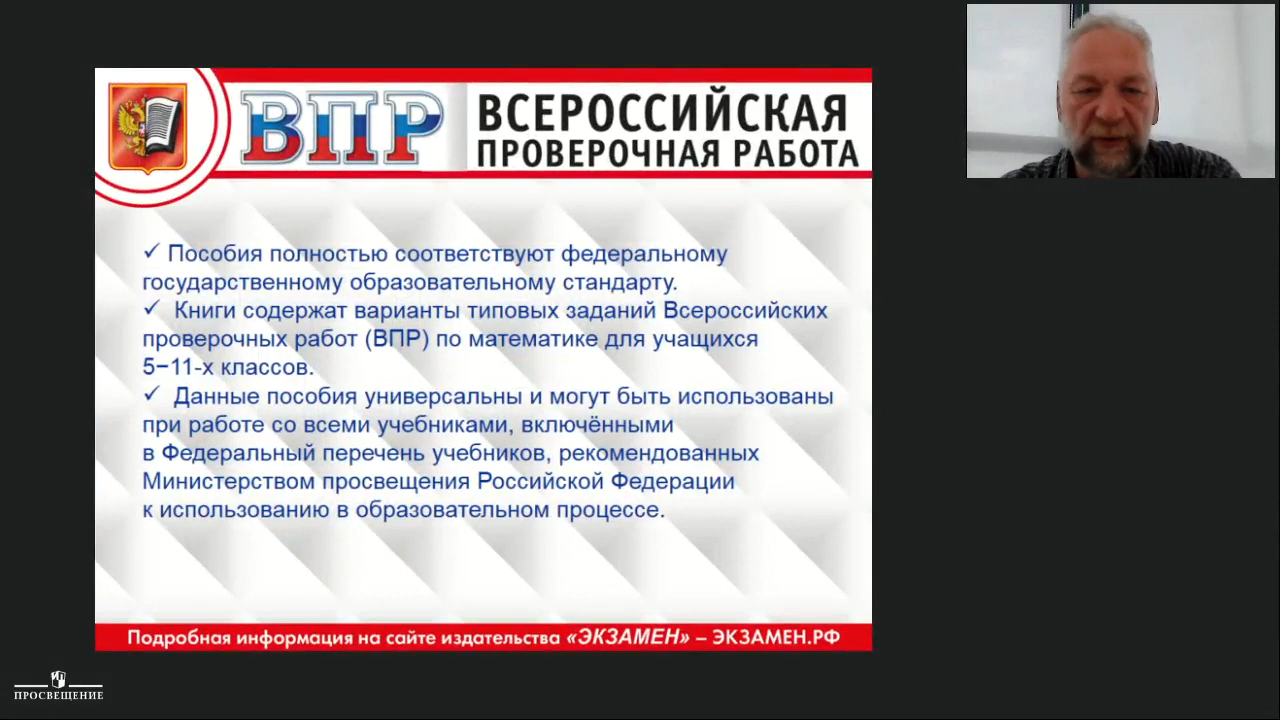 ВПР
ВСЕРОССИЙСКАЯ
ПРОВЕРОЧНАЯ РАБОТА
✓ Пособия полностью соответствуют федеральному
государственному образовательному стандарту.
✓ Книги содержат варианты типовых заданий Всероссийских
проверочных работ (ВПР) по математике для учащихся
5−11-х классов.
✓ Данные пособия универсальны и могут быть использованы
при работе со всеми учебниками, включёнными
в Федеральный перечень учебников, рекомендованных
Министерством просвещения Российской Федерации
к использованию в образовательном процессе.
Подробная информация на сайте издательства «ЭКЗАМЕН» – ЭКЗАМЕН.РФ
ПРОСВЕЩЕНИЕ